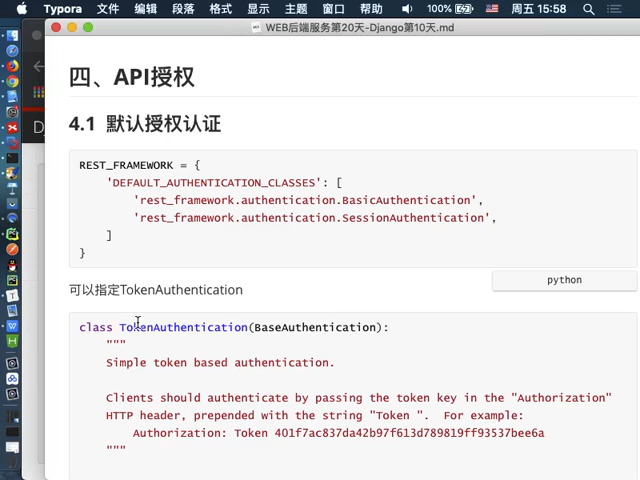 Typora 文件 编辑 段落 格式 显示 主题 窗口 帮助 100% 周五 15:58
WEB后端服务第20天-Django第10天.md
四、API授权
4.1 默认授权认证
REST_FRAMEWORK = {
'DEFAULT_AUTHENTICATION_CLASSES': [
'rest_framework.authentication.BasicAuthentication',
'rest_framework.authentication.SessionAuthentication',
]
}
python
可以指定TokenAuthentication
class TokenAuthentication(BaseAuthentication):
"""
Simple token based authentication.
Clients should authenticate by passing the token key in the "Authorization"
HTTP header, prepended with the string "Token ".  For example:
Authorization: Token 401f7ac837da42b97f613d789819ff93537bee6a
"""